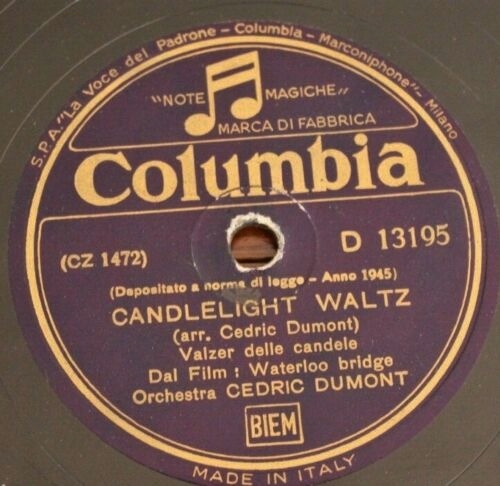 S.P.A. "La Voce del Padrone - Columbia - Marconiphone" - Milano
"NOTE MAGICHE"
MARCA DI FABBRICA
Columbia
(CZ 1472) D 13195
(Depositato a norma di legge - Anno 1945)
CANDLELIGHT WALTZ
(arr. Cedric Dumont)
Valzer delle candele
Dal Film : Waterloo bridge
Orchestra CEDRIC DUMONT
BIEM
MADE IN ITALY